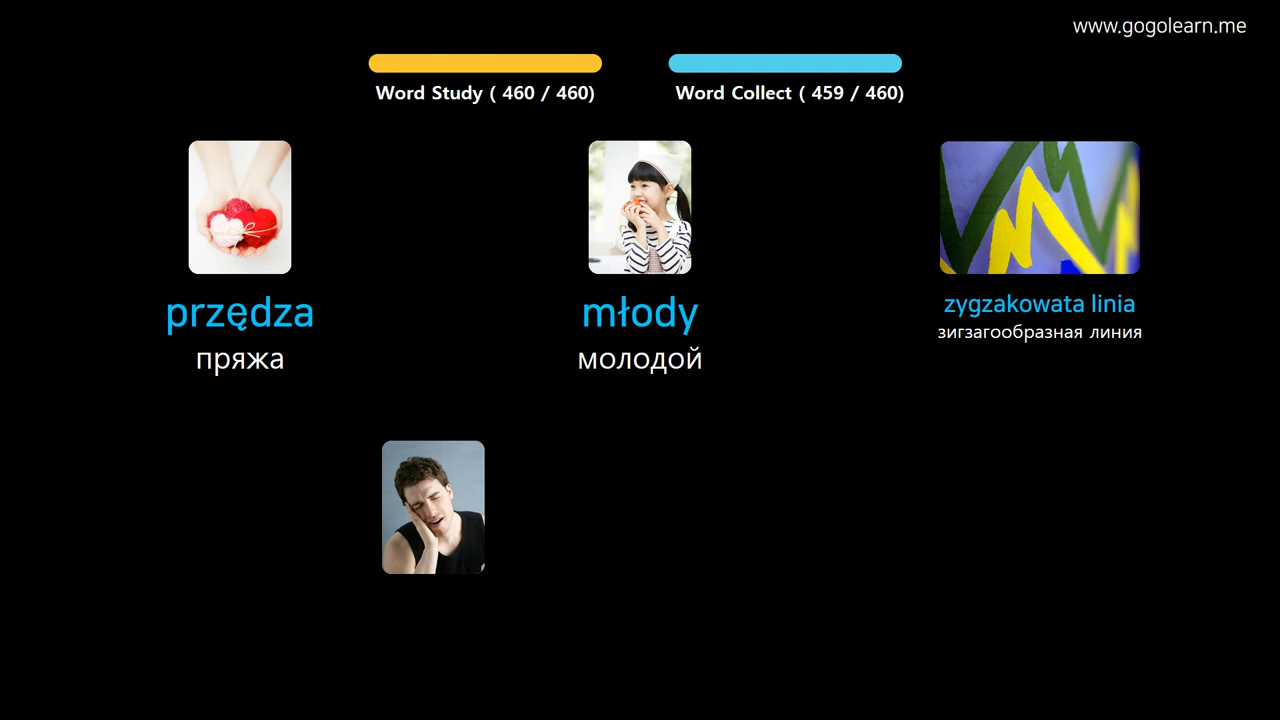 www.gogolearn.me
Word Study ( 460 / 460)
Word Collect ( 459 / 460)
przędza
пряжа
młody
молодой
zygzakowata linia
зигзагообразная линия